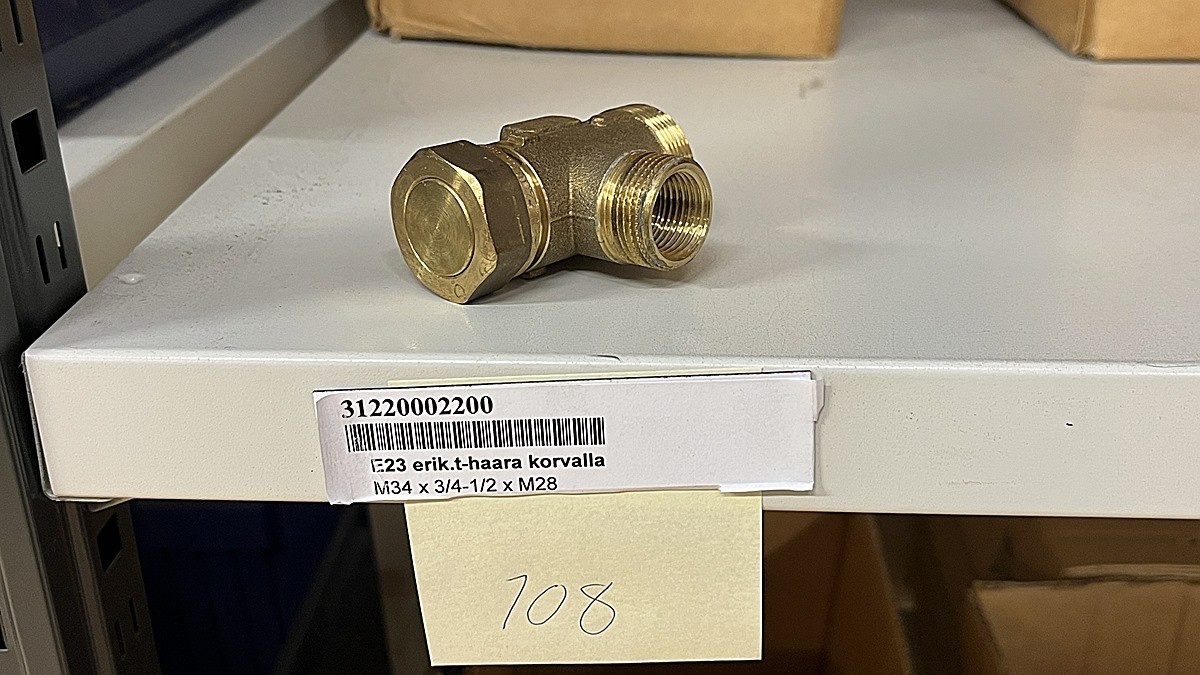 31220002200
E23 erik.t-haara korvalla
M34 x 3/4-1/2 x M28
108